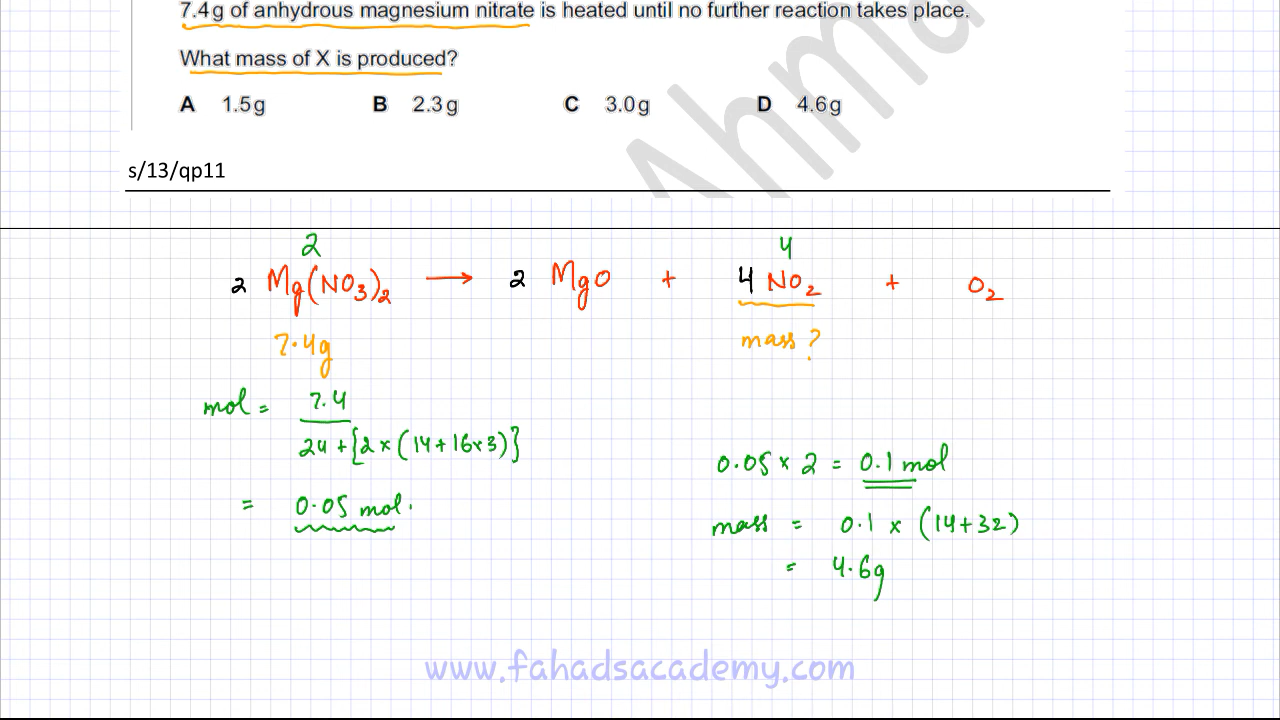 7.4g of anhydrous magnesium nitrate is heated until no further reaction takes place.
What mass of X is produced?
A 1.5g B 2.3g C 3.0g D 4.6g
Ahma
s/13/qp11
2 4
2 Mg(NO₃)₂ → 2 MgO + 4 NO₂ + O₂
7.4g mass?
mol = 7.4
24+{2×(14+16×3)}
0.05 × 2 = 0.1 mol
= 0.05 mol.
mass = 0.1 × (14+32)
= 4.6g
www.fahadsacademy.com